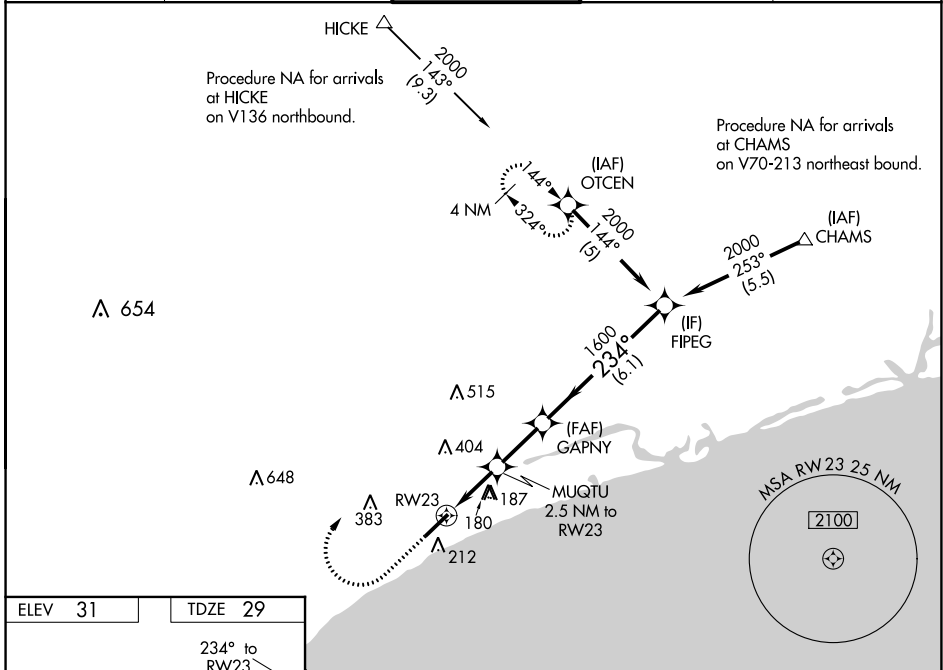 HICKE
2000
143°
(9.3)
Procedure NA for arrivals
at HICKE
on V136 northbound.
Procedure NA for arrivals
at CHAMS
on V70-213 northeast bound.
(IAF)
OTCEN
144°
4 NM
324°
2000
144°
(5)
(IAF)
CHAMS
2000
253°
(5.5)
654
(IF)
FIPEG
1600
234°
(6.1)
515
(FAF)
GAPNY
404
648
MUQTU
2.5 NM to
RW23
RW23
187
180
383
212
MSA RW23 25 NM
2100
ELEV 31
TDZE 29
234° to
RW23